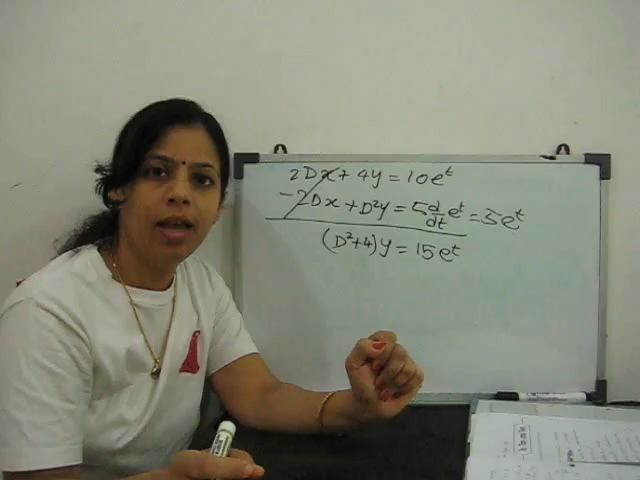 2Dx + 4y = 10e^t
-2Dx + D²y = 5 d/dt e^t = 5e^t
(D²+4)y = 15e^t